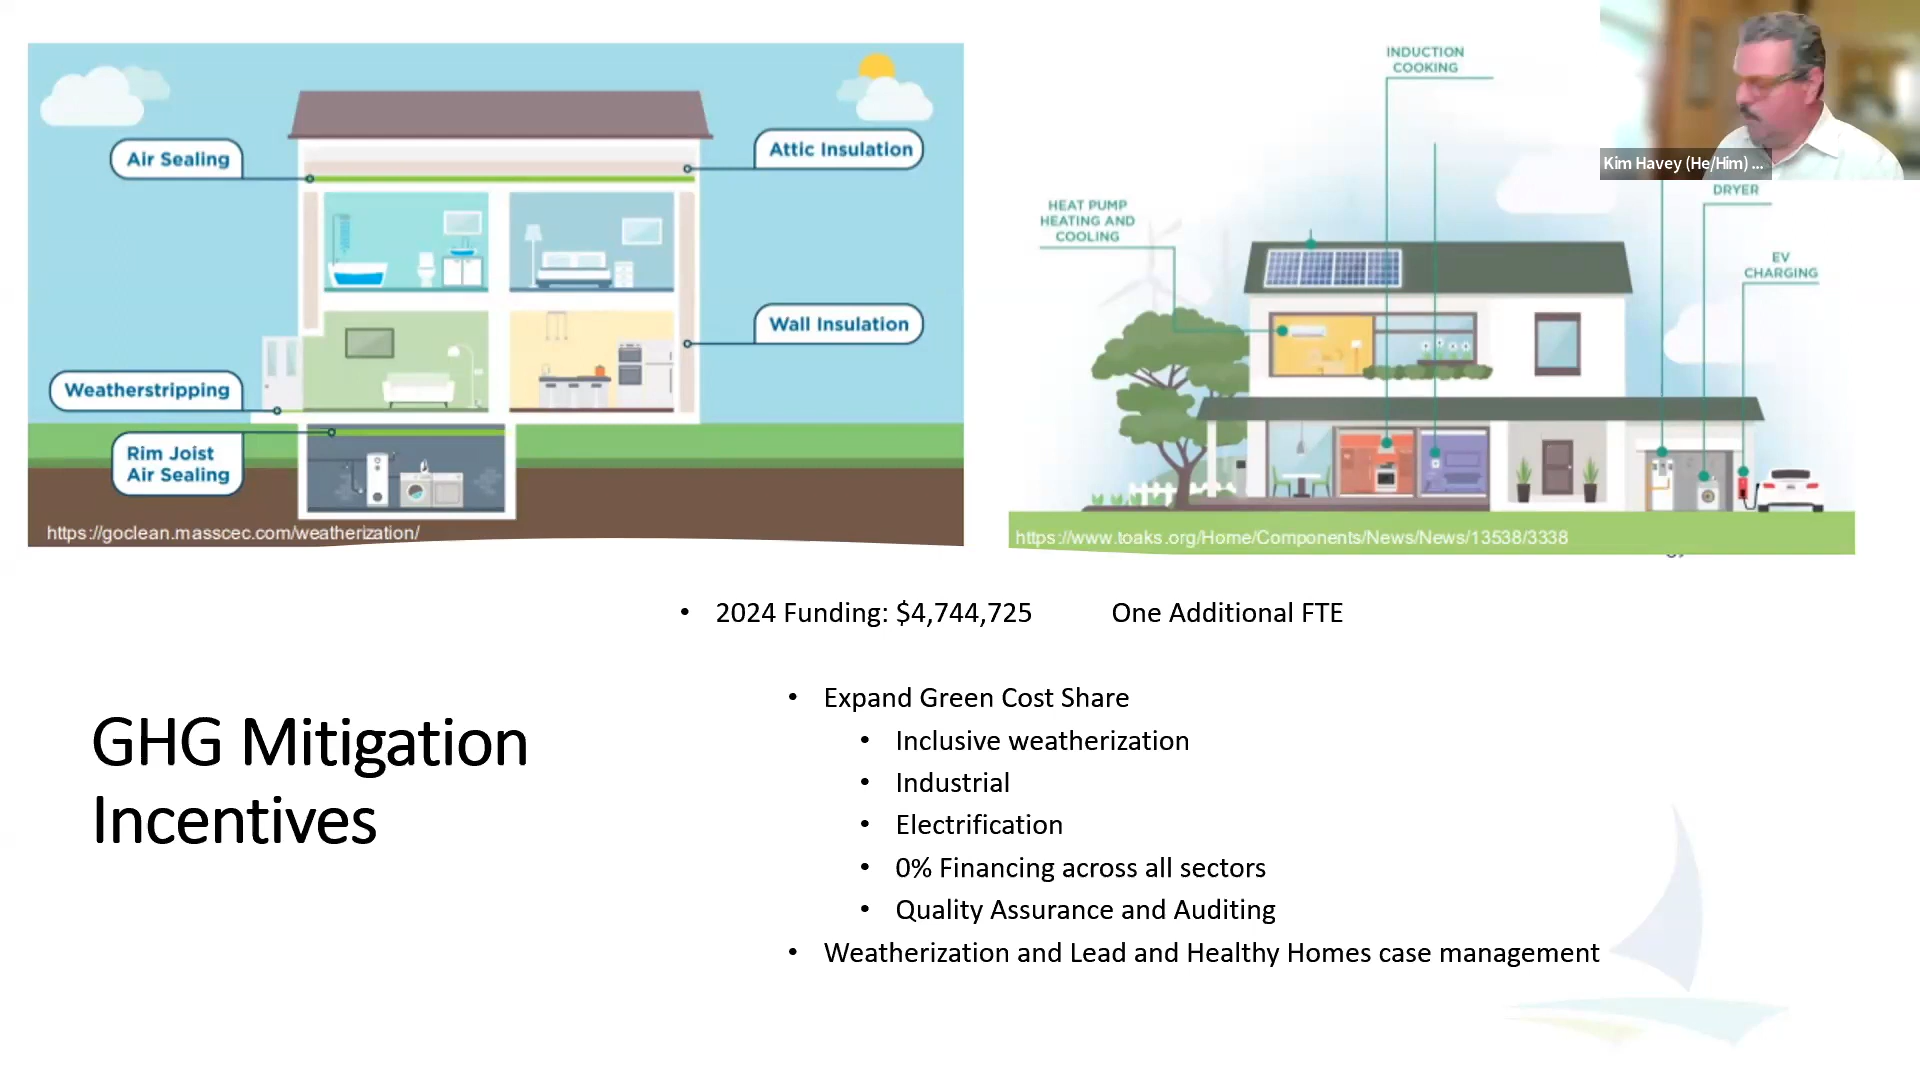 Air Sealing
Attic Insulation
Wall Insulation
Weatherstripping
Rim Joist
Air Sealing
https://goclean.masscec.com/weatherization/
INDUCTION
COOKING
HEAT PUMP
HEATING AND
COOLING
DRYER
EV
CHARGING
https://www.toaks.org/Home/Components/News/News/13538/3338
Kim Havey (He/Him) ...
GHG Mitigation
Incentives
• 2024 Funding: $4,744,725 One Additional FTE
• Expand Green Cost Share
• Inclusive weatherization
• Industrial
• Electrification
• 0% Financing across all sectors
• Quality Assurance and Auditing
• Weatherization and Lead and Healthy Homes case management